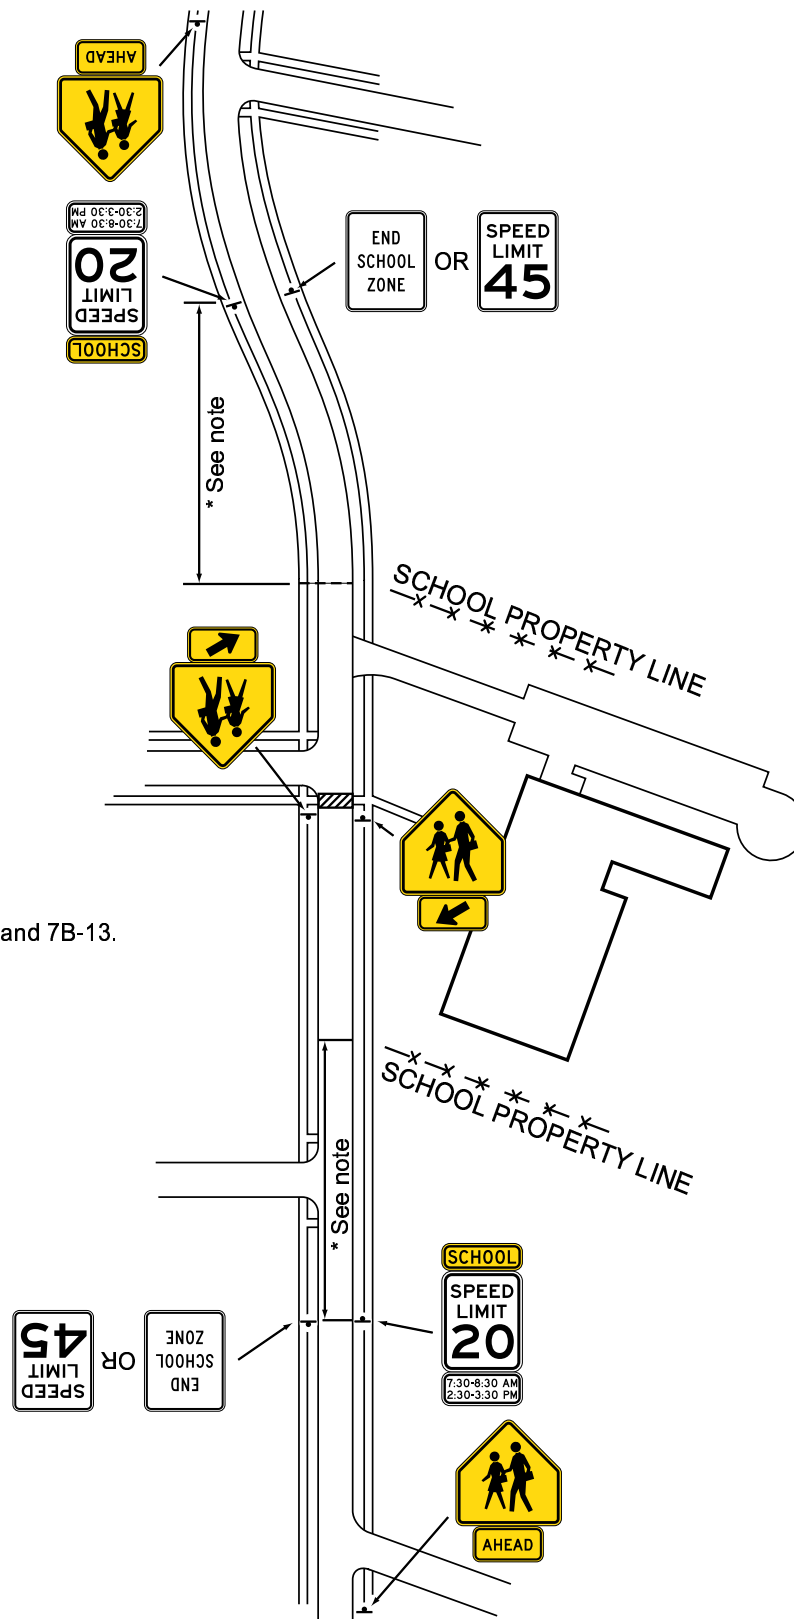 AHEAD
7:30-8:30 AM
2:30-3:30 PM
SCHOOL
SPEED
LIMIT
20
END
SCHOOL
ZONE
OR
SPEED
LIMIT
45
* See note
SCHOOL PROPERTY LINE
and 7B-13.
SCHOOL PROPERTY LINE
* See note
SCHOOL
SPEED
LIMIT
20
7:30-8:30 AM
2:30-3:30 PM
SPEED
LIMIT
45
OR
END
SCHOOL
ZONE
AHEAD